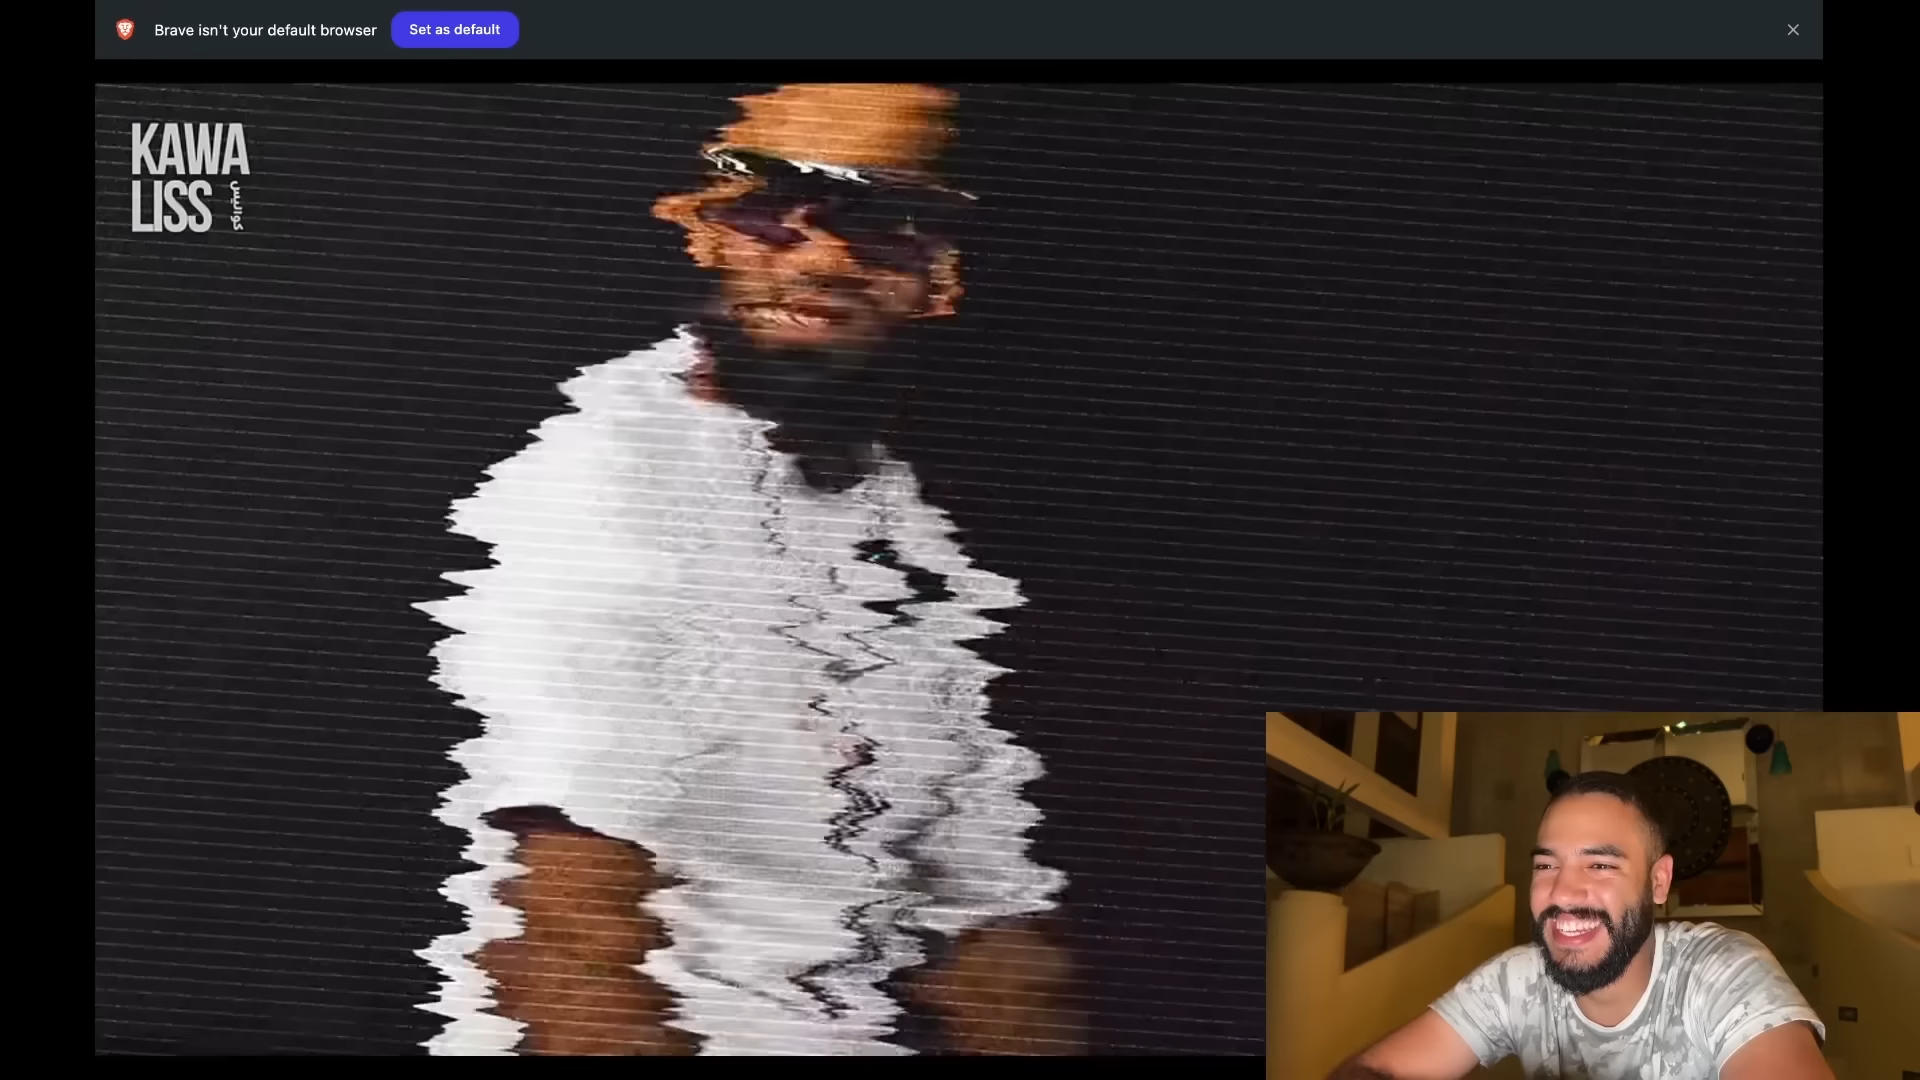 Brave isn't your default browser
Set as default
KAWA
LISS
كواليس